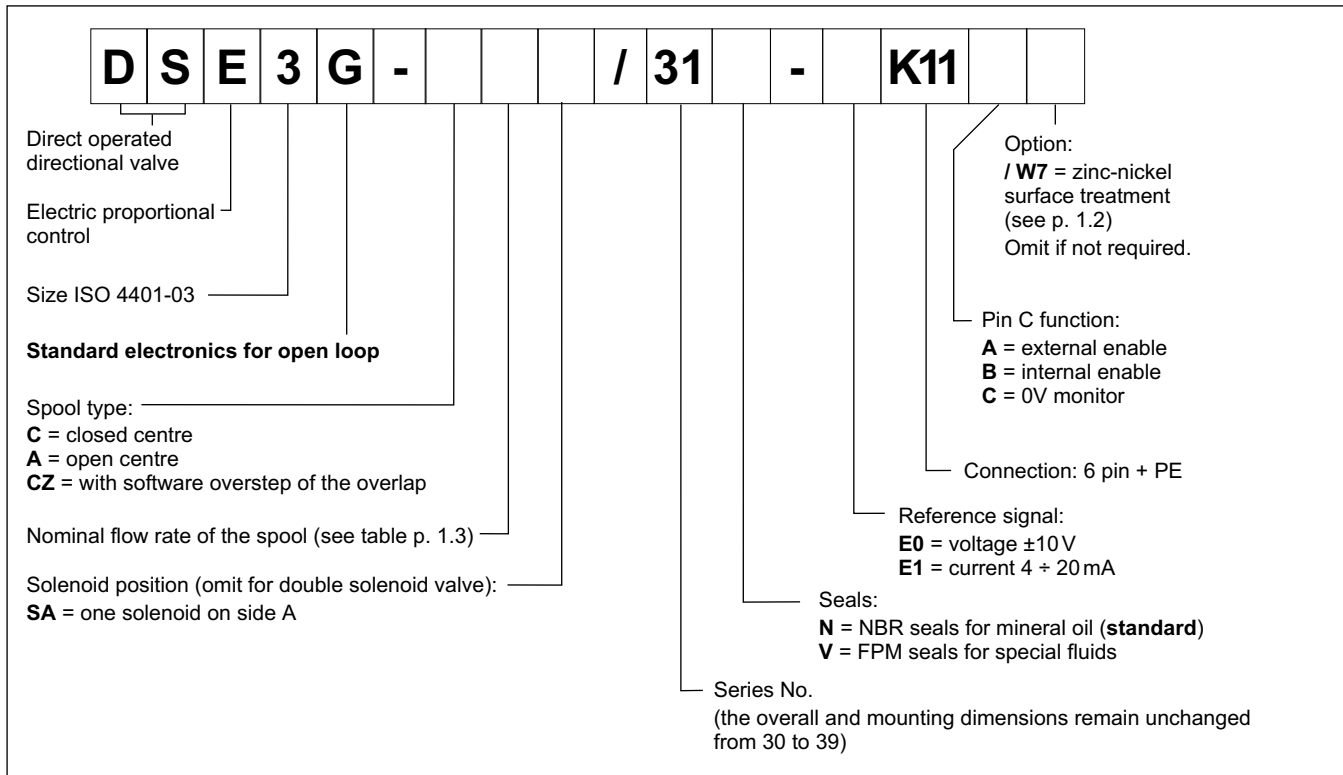 D S E 3 G - / 31 - K11
Direct operated
directional valve
Electric proportional
control
Size ISO 4401-03
Standard electronics for open loop
Spool type:
C = closed centre
A = open centre
CZ = with software overstep of the overlap
Nominal flow rate of the spool (see table p. 1.3)
Solenoid position (omit for double solenoid valve):
SA = one solenoid on side A
Option:
/ W7 = zinc-nickel
surface treatment
(see p. 1.2)
Omit if not required.
Pin C function:
A = external enable
B = internal enable
C = 0V monitor
Connection: 6 pin + PE
Reference signal:
E0 = voltage ±10 V
E1 = current 4 ÷ 20 mA
Seals:
N = NBR seals for mineral oil (standard)
V = FPM seals for special fluids
Series No.
(the overall and mounting dimensions remain unchanged
from 30 to 39)